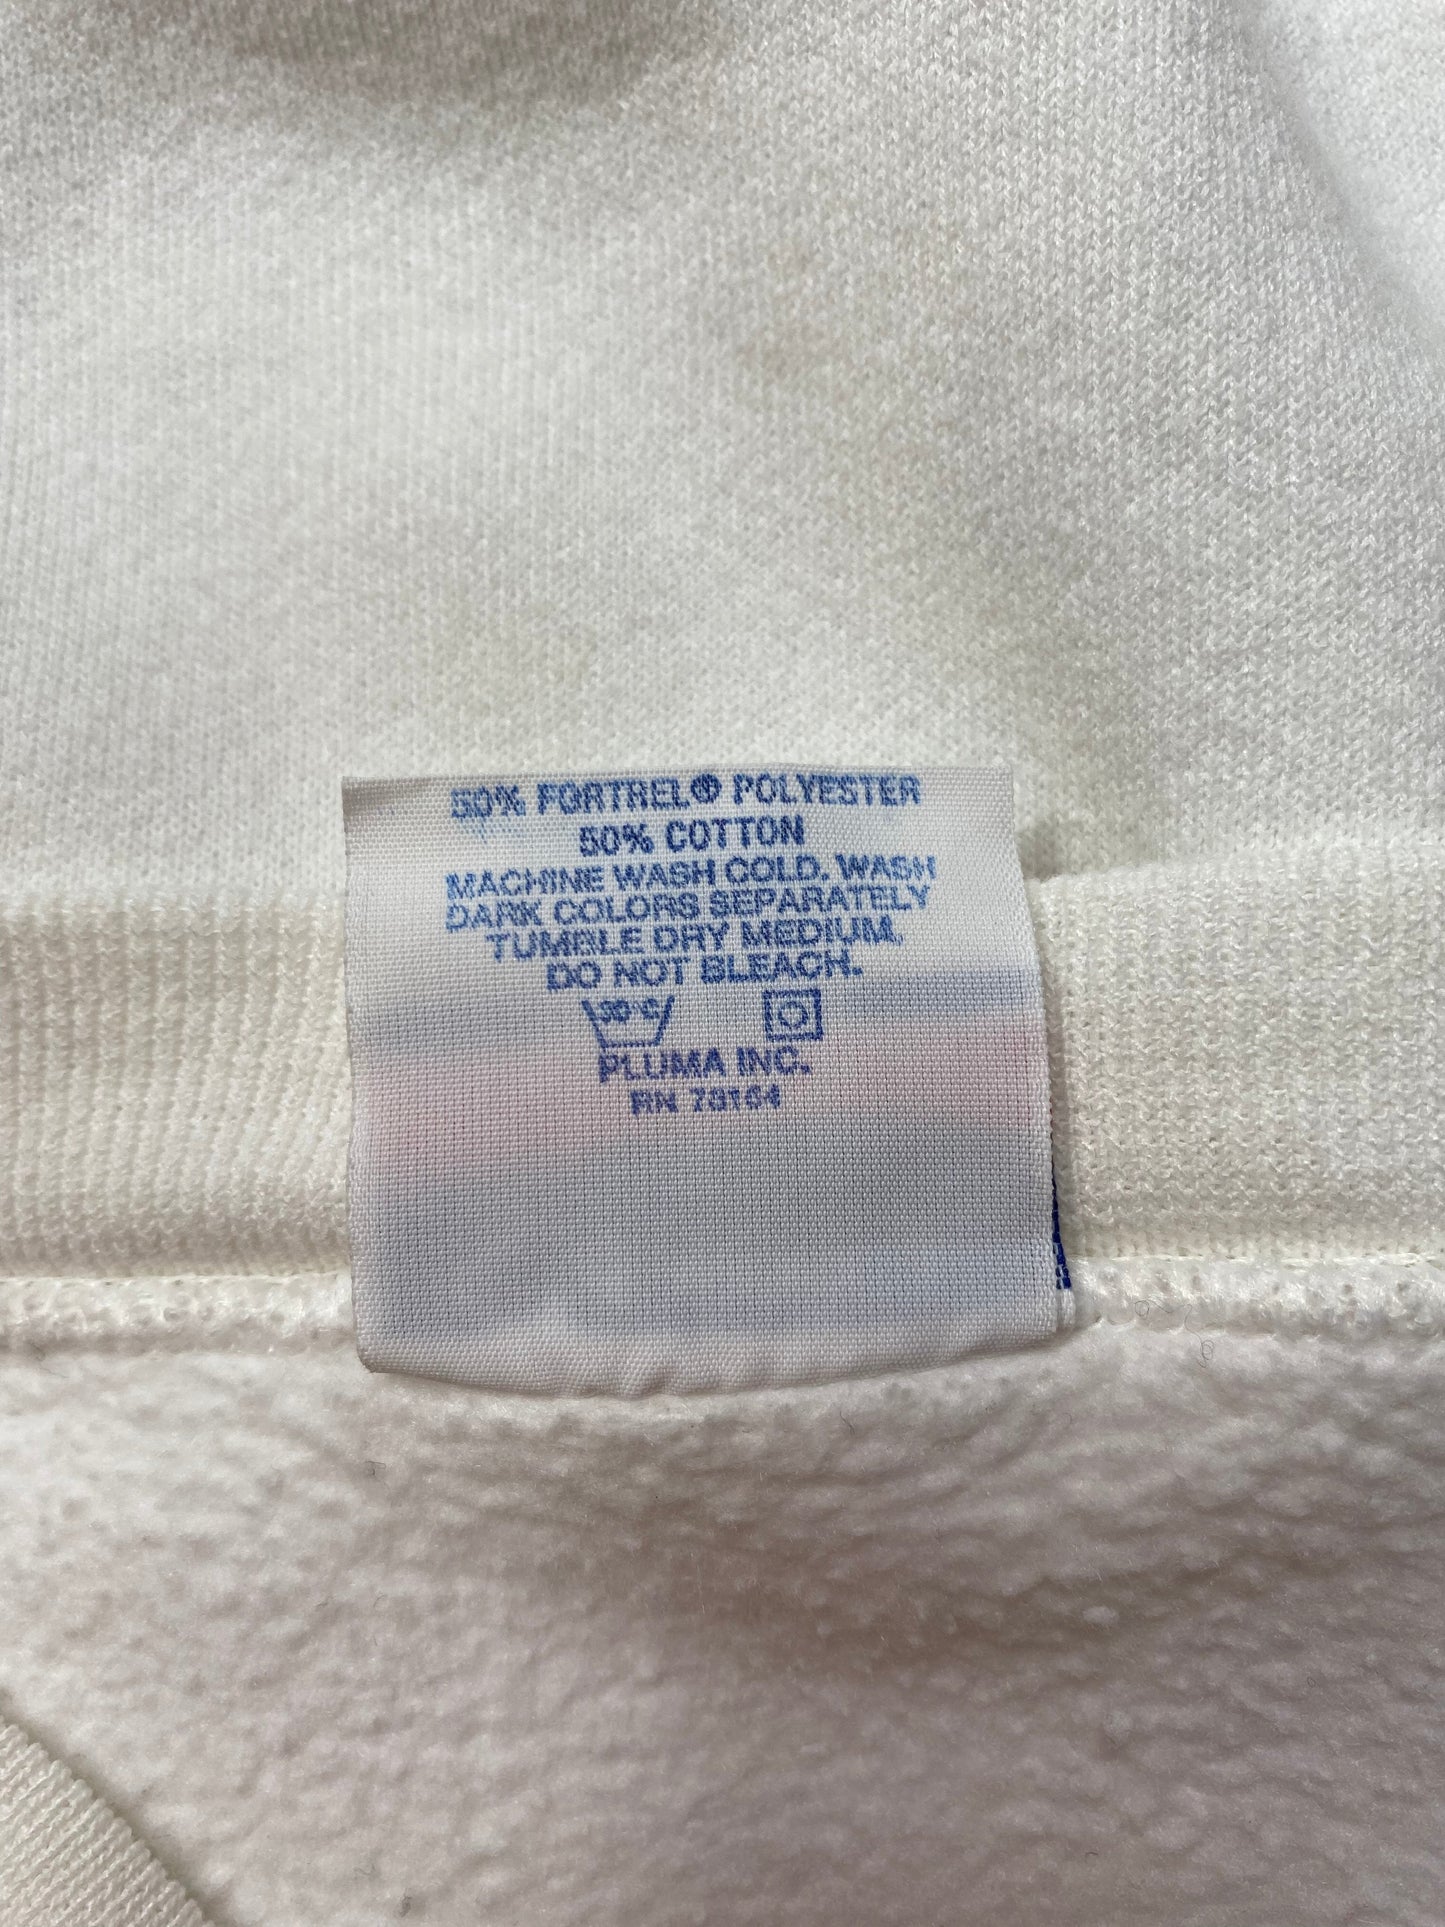 50% FORTREL® POLYESTER
50% COTTON
MACHINE WASH COLD. WASH
DARK COLORS SEPARATELY
TUMBLE DRY MEDIUM.
DO NOT BLEACH.
30°C
PLUMA INC.
RN